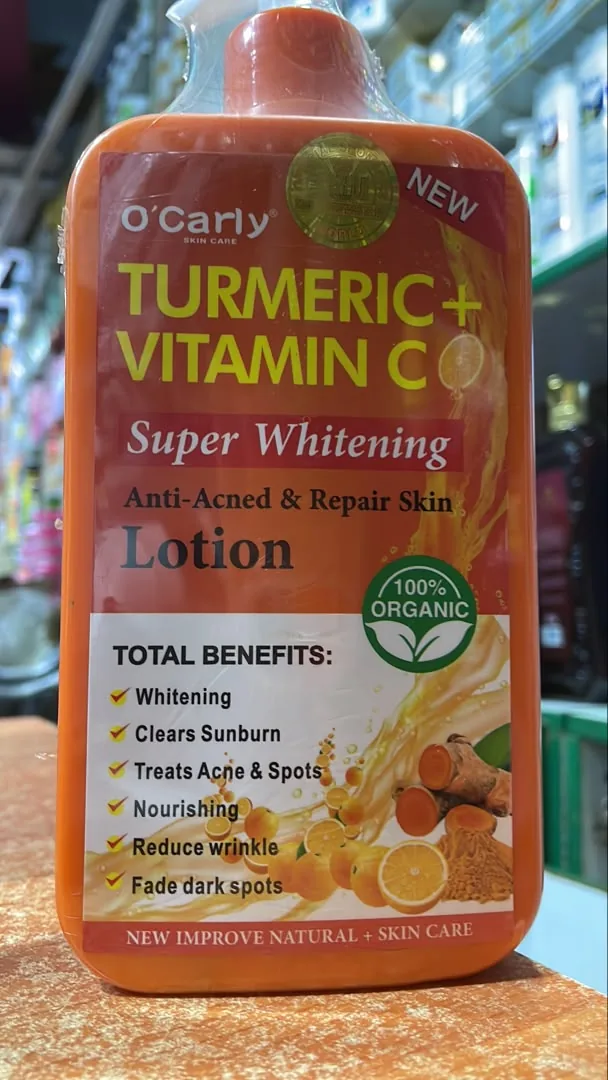 O'Carly®
SKIN CARE
NEW
TURMERIC+
VITAMIN C
Super Whitening
Anti-Acned & Repair Skin
Lotion
100%
ORGANIC
TOTAL BENEFITS:
Whitening
Clears Sunburn
Treats Acne & Spots
Nourishing
Reduce wrinkle
Fade dark spots
NEW IMPROVE NATURAL + SKIN CARE